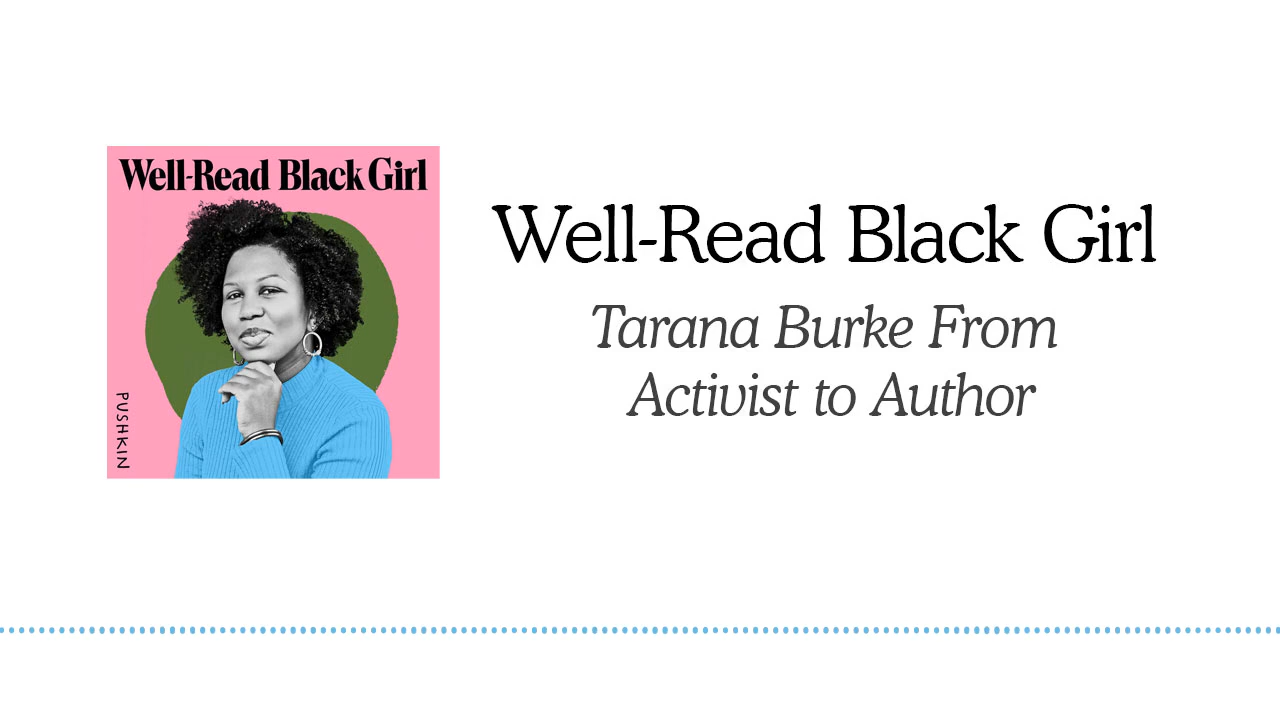 Well-Read Black Girl
PUSHKIN
Well-Read Black Girl
Tarana Burke From
Activist to Author